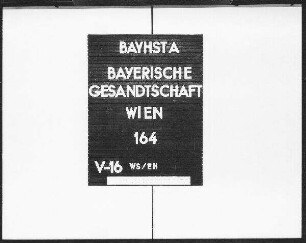 BAYHSTA
BAYERISCHE
GESANDTSCHAFT
WIEN
164
V-16 WS/EH